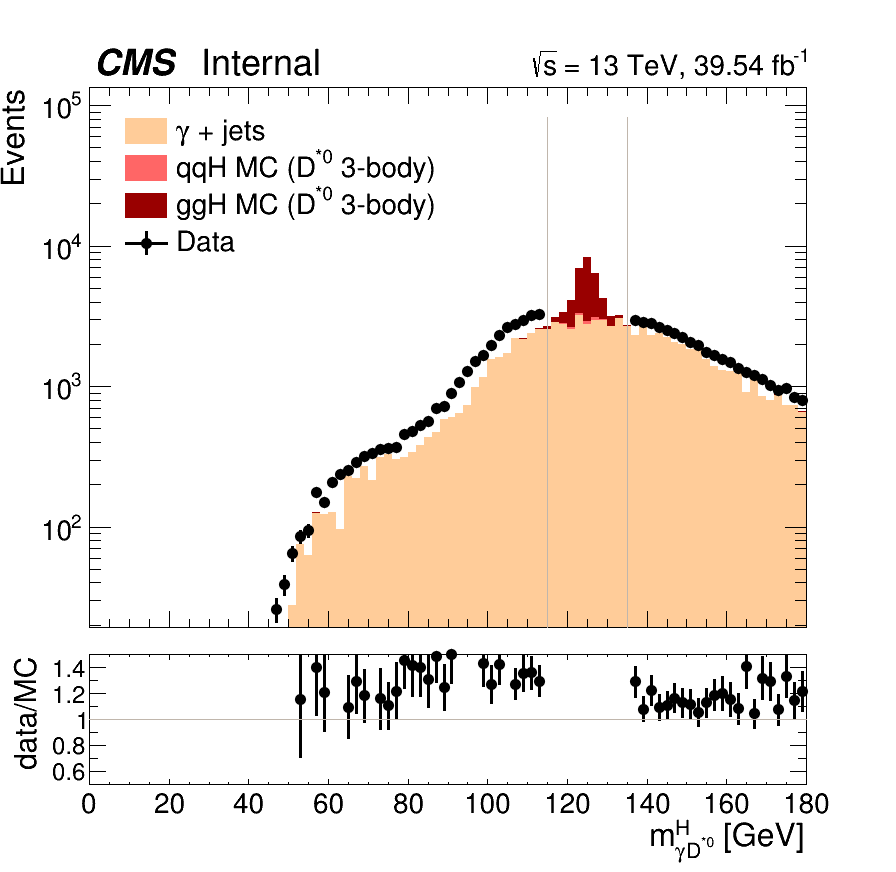 CMS Internal
√s = 13 TeV, 39.54 fb⁻¹
Events
10⁵
10⁴
10³
10²
γ + jets
qqH MC (D*⁰ 3-body)
ggH MC (D*⁰ 3-body)
Data
data/MC
1.4
1.2
1
0.8
0.6
0 20 40 60 80 100 120 140 160 180
m^H_γD*⁰ [GeV]